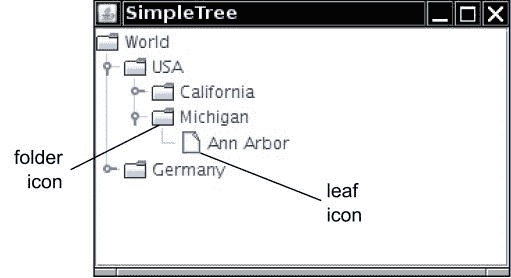 SimpleTree
World
USA
California
Michigan
Ann Arbor
Germany
folder
icon
leaf
icon